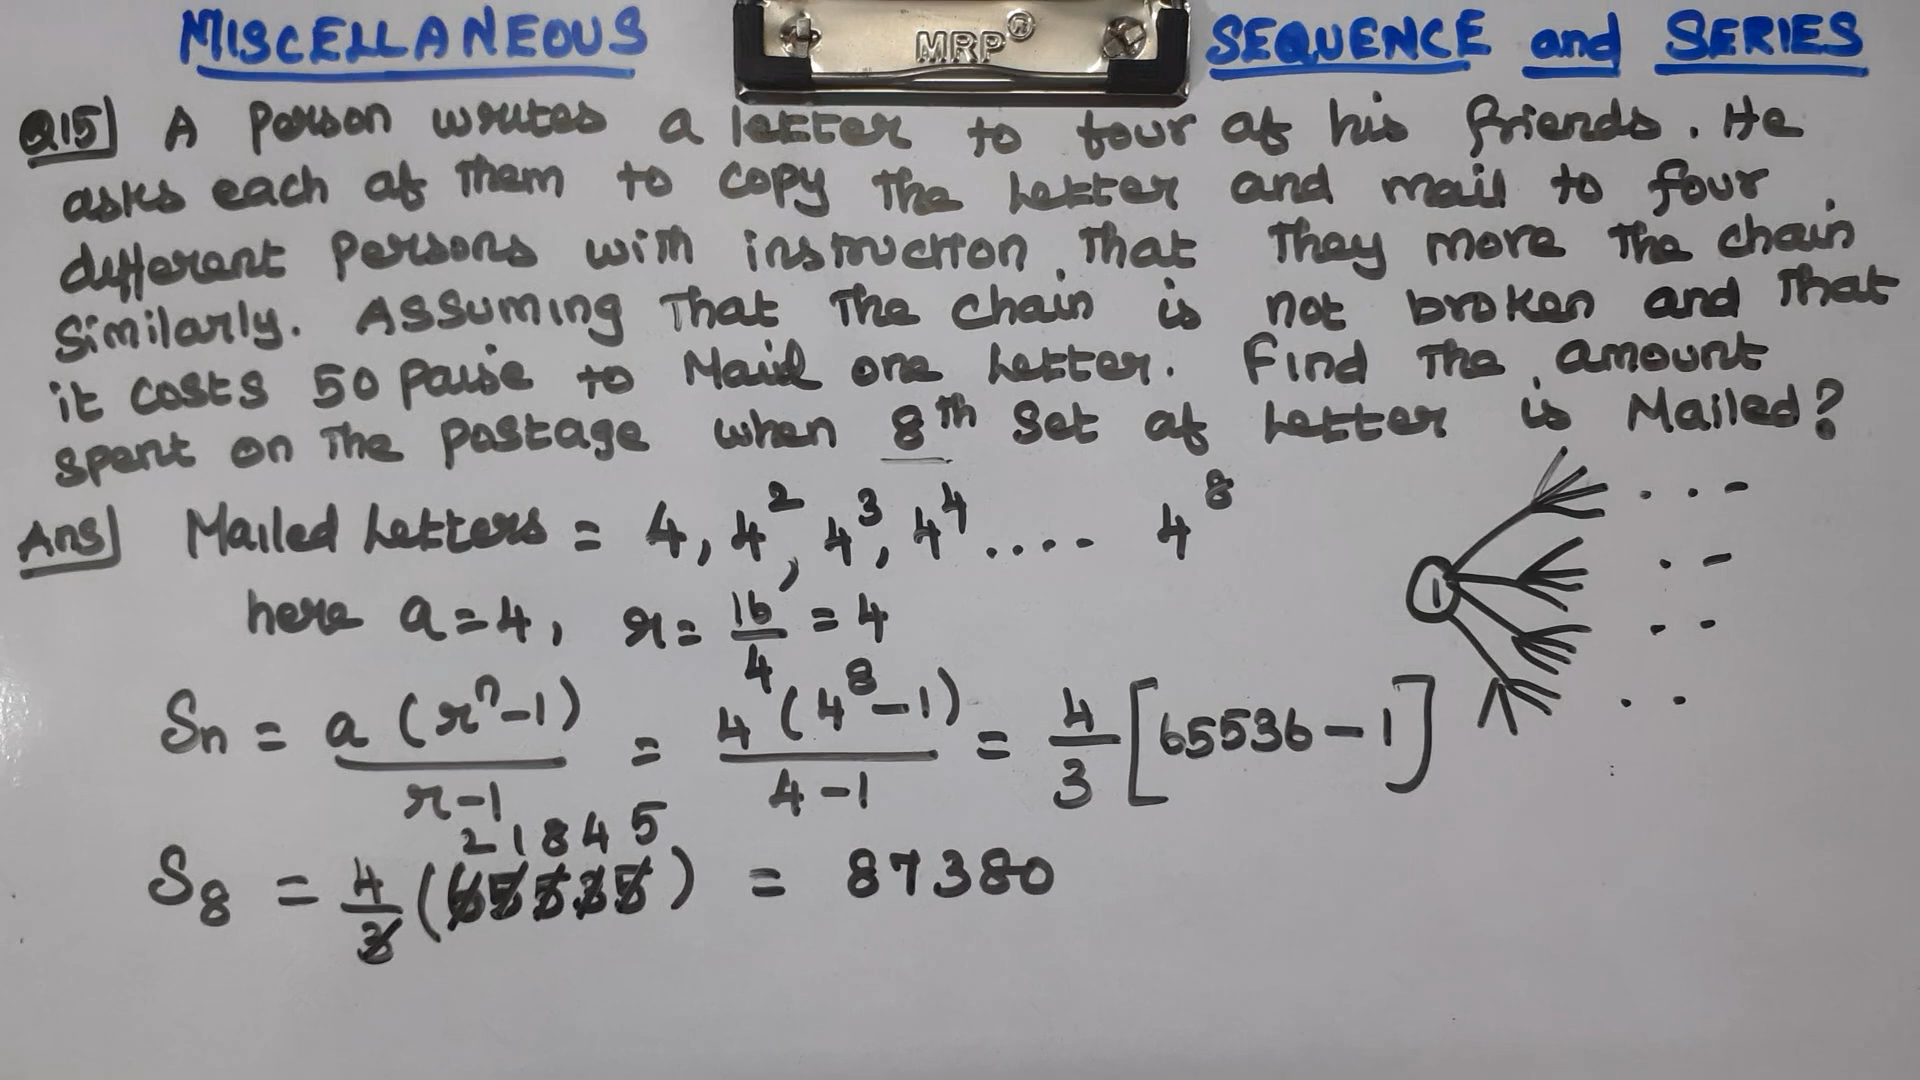 MISCELLANEOUS
MRP®
SEQUENCE and SERIES
Q15] A Person writes a letter to four of his friends. He
asks each of them to copy the letter and mail to four
different persons with instruction that they move the chain
Similarly. Assuming that the chain is not broken and that
it costs 50 paise to Mail one letter. Find the amount
spent on the postage when 8th set of letter is Mailed?
Ans] Mailed letters = 4, 4², 4³, 4⁴ .... 4⁸
here a=4, r= 16/4 = 4
Sn = a(rⁿ-1)/r-1 = 4(4⁸-1)/4-1 = 4/3 [65536-1]
21845
S₈ = 4/3 (65535) = 87380
1